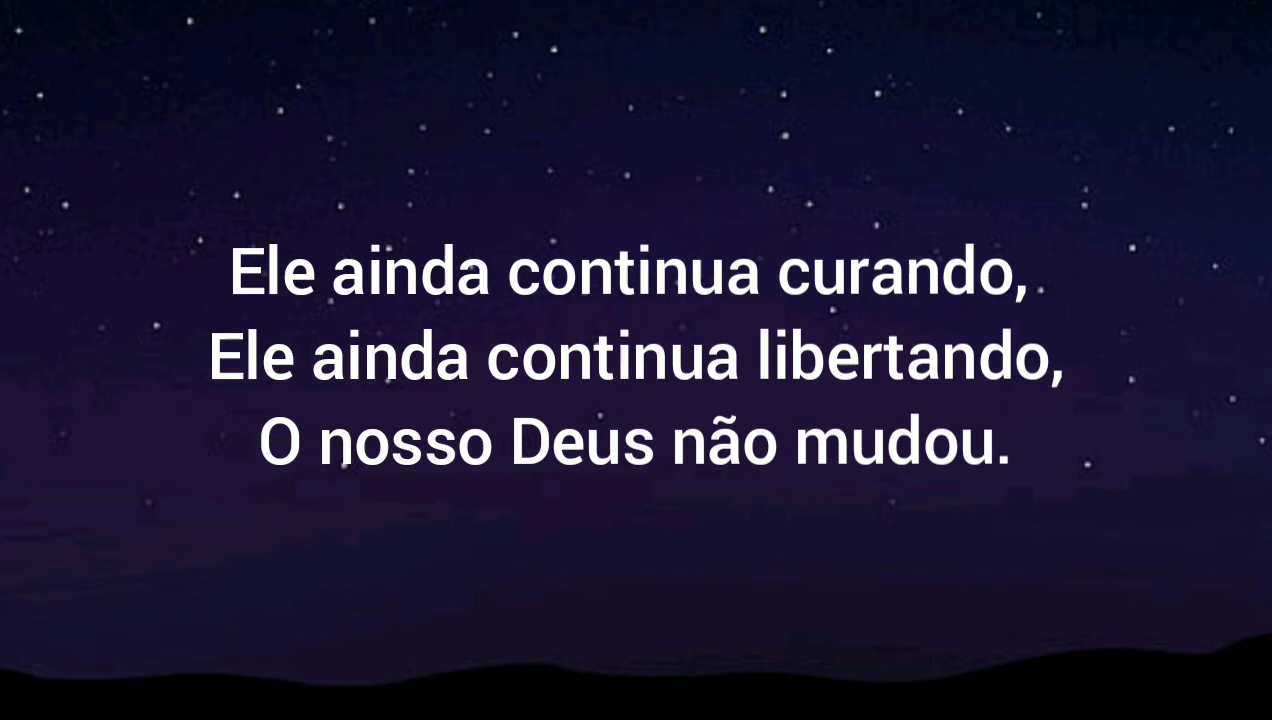 Ele ainda continua curando,
Ele ainda continua libertando,
O nosso Deus não mudou.